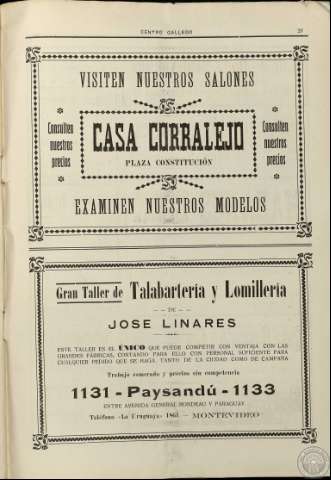 CENTRO GALLEGO
VISITEN NUESTROS SALONES
Consulten nuestros precios
CASA CORRALEJO
PLAZA CONSTITUCIÓN
Consulten nuestros precios
EXAMINEN NUESTROS MODELOS
Gran Taller de Talabartería y Lomillería
DE
JOSE LINARES
ESTE TALLER ES EL ÚNICO QUE PUEDE COMPETIR CON VENTAJA CON LAS
GRANDES FÁBRICAS, CONTANDO PARA ELLO CON PERSONAL SUFICIENTE PARA
CUALQUIER PEDIDO QUE SE HAGA, TANTO DE LA CIUDAD COMO DE CAMPAÑA
Trabajo esmerado y precios sin competencia
1131 - Paysandú - 1133
ENTRE AVENIDA GENERAL RONDEAU Y PARAGUAY
Teléfono «La Uruguaya» 1863 — MONTEVIDEO